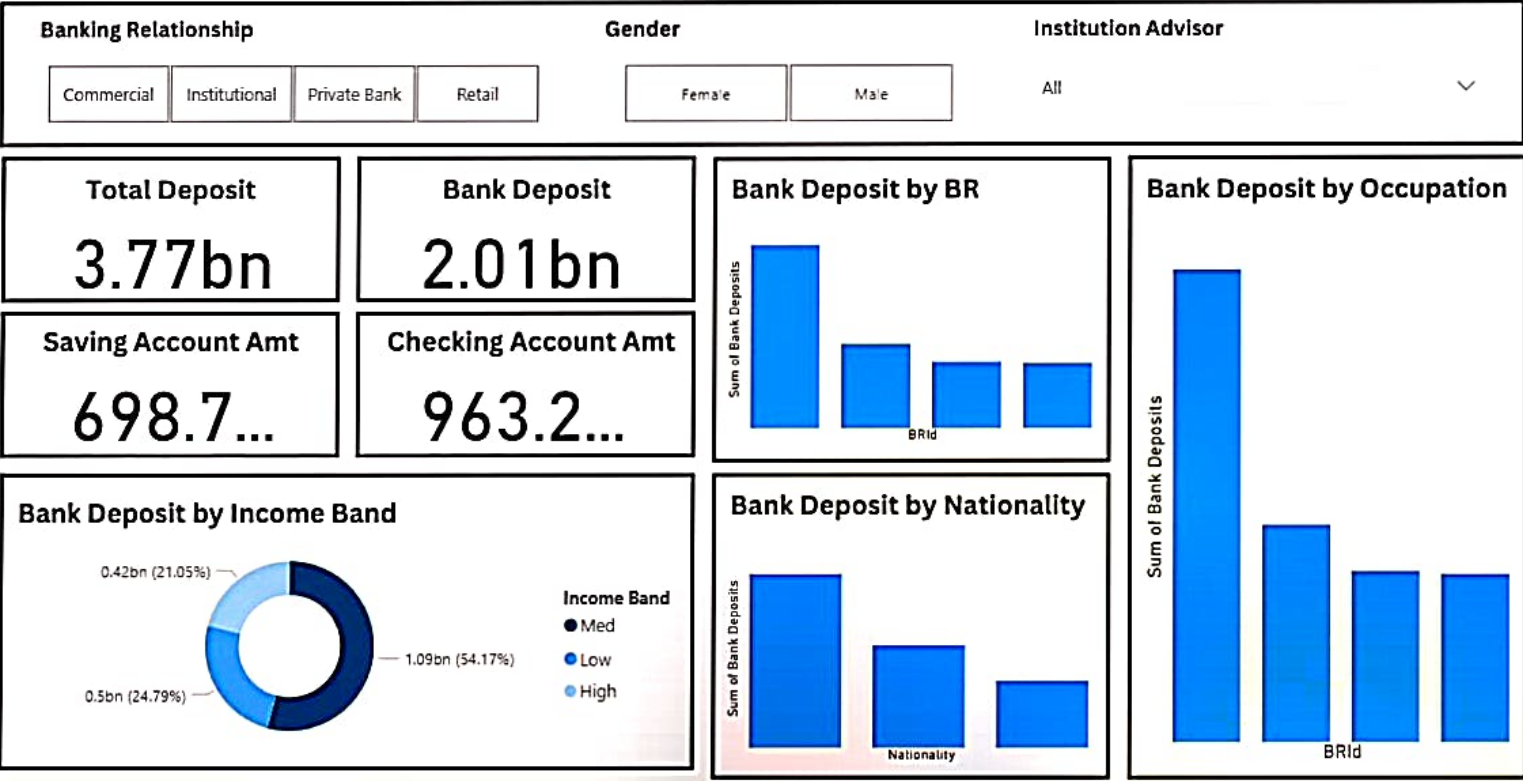 Banking Relationship
Commercial
Institutional
Private Bank
Retail
Gender
Female
Male
Institution Advisor
All
Total Deposit
3.77bn
Bank Deposit
2.01bn
Saving Account Amt
698.7...
Checking Account Amt
963.2...
Bank Deposit by Income Band
0.42bn (21.05%)
1.09bn (54.17%)
0.5bn (24.79%)
Income Band
Med
Low
High
Bank Deposit by BR
Sum of Bank Deposits
BRId
Bank Deposit by Nationality
Sum of Bank Deposits
Nationality
Bank Deposit by Occupation
Sum of Bank Deposits
BRId